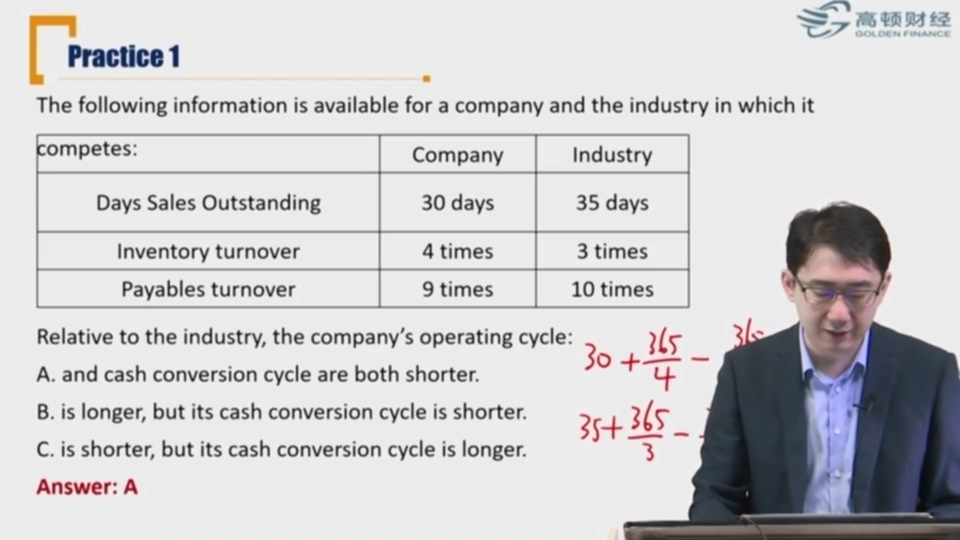 高顿财经
GOLDEN FINANCE
Practice 1
The following information is available for a company and the industry in which it
competes:
Company Industry
Days Sales Outstanding 30 days 35 days
Inventory turnover 4 times 3 times
Payables turnover 9 times 10 times
Relative to the industry, the company's operating cycle:
A. and cash conversion cycle are both shorter.
B. is longer, but its cash conversion cycle is shorter.
C. is shorter, but its cash conversion cycle is longer.
Answer: A
30 + 365/4 −
35 + 365/3 −